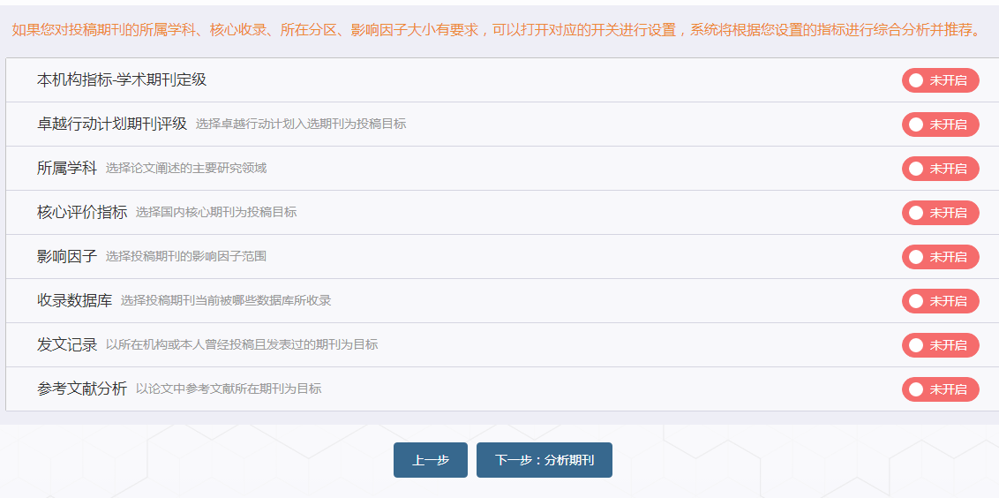 如果您对投稿期刊的所属学科、核心收录、所在分区、影响因子大小有要求，可以打开对应的开关进行设置，系统将根据您设置的指标进行综合分析并推荐。
本机构指标-学术期刊定级 未开启
卓越行动计划期刊评级 选择卓越行动计划入选期刊为投稿目标 未开启
所属学科 选择论文阐述的主要研究领域 未开启
核心评价指标 选择国内核心期刊为投稿目标 未开启
影响因子 选择投稿期刊的影响因子范围 未开启
收录数据库 选择投稿期刊当前被哪些数据库所收录 未开启
发文记录 以所在机构或本人曾经投稿且发表过的期刊为目标 未开启
参考文献分析 以论文中参考文献所在期刊为目标 未开启
上一步 下一步：分析期刊